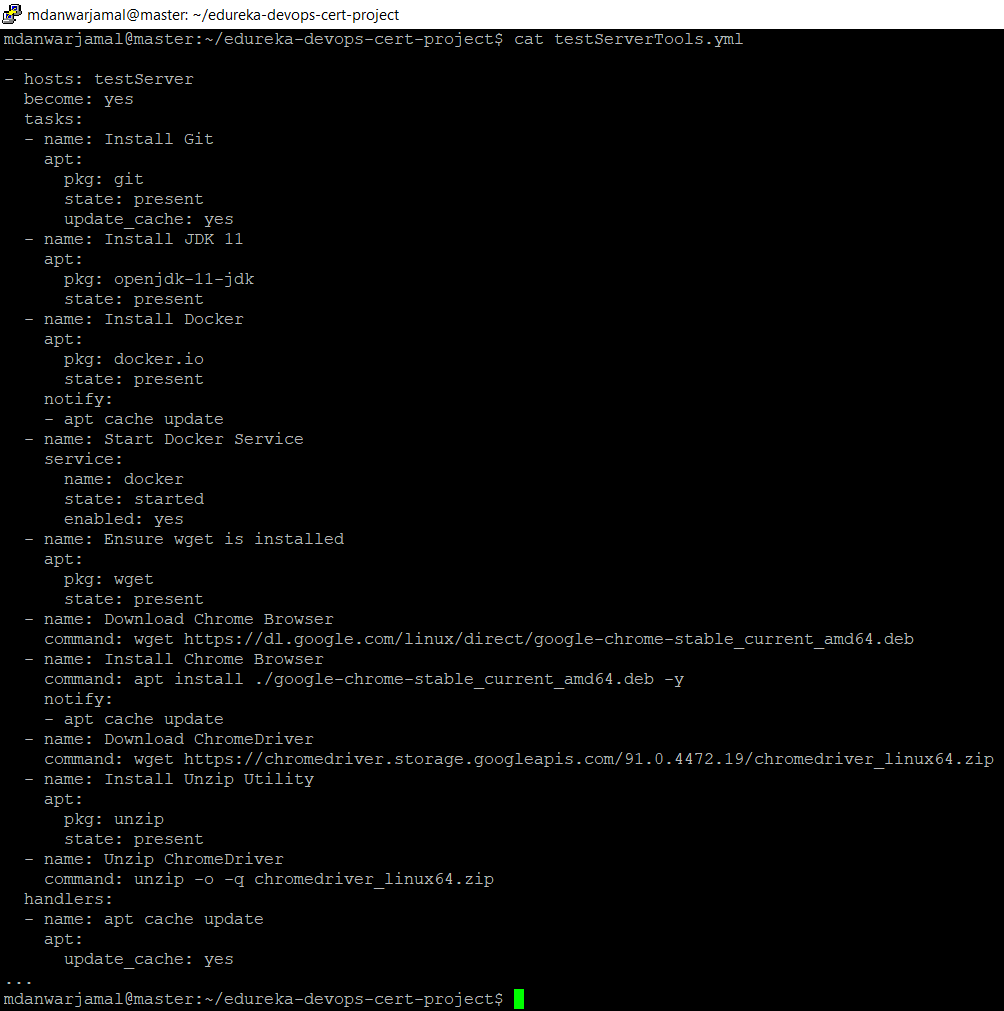 mdanwarjamal@master: ~/edureka-devops-cert-project
mdanwarjamal@master:~/edureka-devops-cert-project$ cat testServerTools.yml
---
- hosts: testServer
  become: yes
  tasks:
  - name: Install Git
    apt:
      pkg: git
      state: present
      update_cache: yes
  - name: Install JDK 11
    apt:
      pkg: openjdk-11-jdk
      state: present
  - name: Install Docker
    apt:
      pkg: docker.io
      state: present
    notify:
    - apt cache update
  - name: Start Docker Service
    service:
      name: docker
      state: started
      enabled: yes
  - name: Ensure wget is installed
    apt:
      pkg: wget
      state: present
  - name: Download Chrome Browser
    command: wget https://dl.google.com/linux/direct/google-chrome-stable_current_amd64.deb
  - name: Install Chrome Browser
    command: apt install ./google-chrome-stable_current_amd64.deb -y
    notify:
    - apt cache update
  - name: Download ChromeDriver
    command: wget https://chromedriver.storage.googleapis.com/91.0.4472.19/chromedriver_linux64.zip
  - name: Install Unzip Utility
    apt:
      pkg: unzip
      state: present
  - name: Unzip ChromeDriver
    command: unzip -o -q chromedriver_linux64.zip
  handlers:
  - name: apt cache update
    apt:
      update_cache: yes
...
mdanwarjamal@master:~/edureka-devops-cert-project$